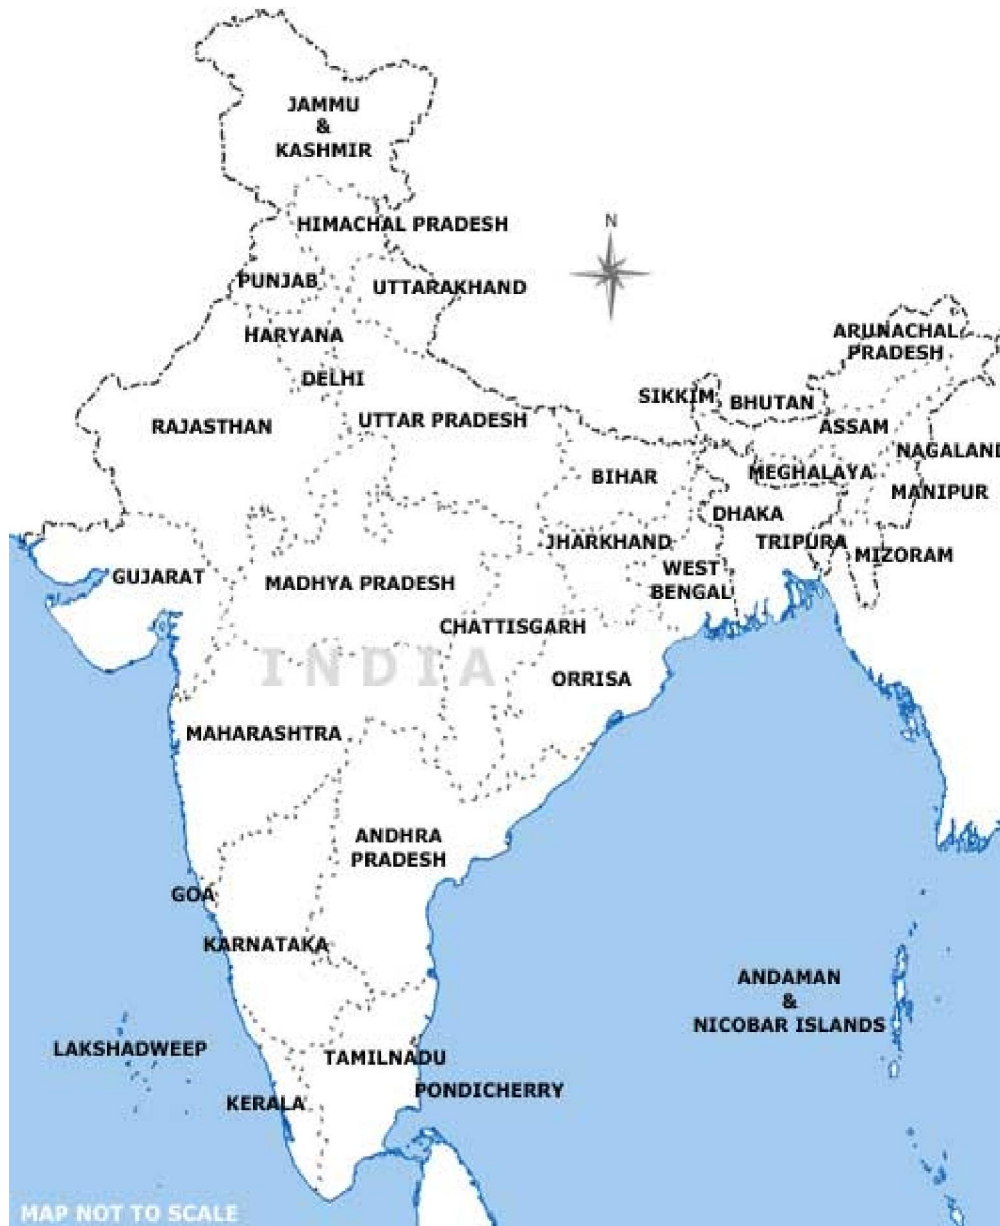 JAMMU
&
KASHMIR
HIMACHAL PRADESH
N
PUNJAB
UTTARAKHAND
HARYANA
ARUNACHAL
PRADESH
DELHI
SIKKIM
BHUTAN
RAJASTHAN
UTTAR PRADESH
ASSAM
NAGALAND
BIHAR
MEGHALAYA
MANIPUR
DHAKA
JHARKHAND
TRIPURA
MIZORAM
GUJARAT
MADHYA PRADESH
WEST
BENGAL
CHATTISGARH
INDIA
ORRISA
MAHARASHTRA
ANDHRA
PRADESH
GOA
KARNATAKA
ANDAMAN
&
NICOBAR ISLANDS
LAKSHADWEEP
TAMILNADU
PONDICHERRY
KERALA
MAP NOT TO SCALE